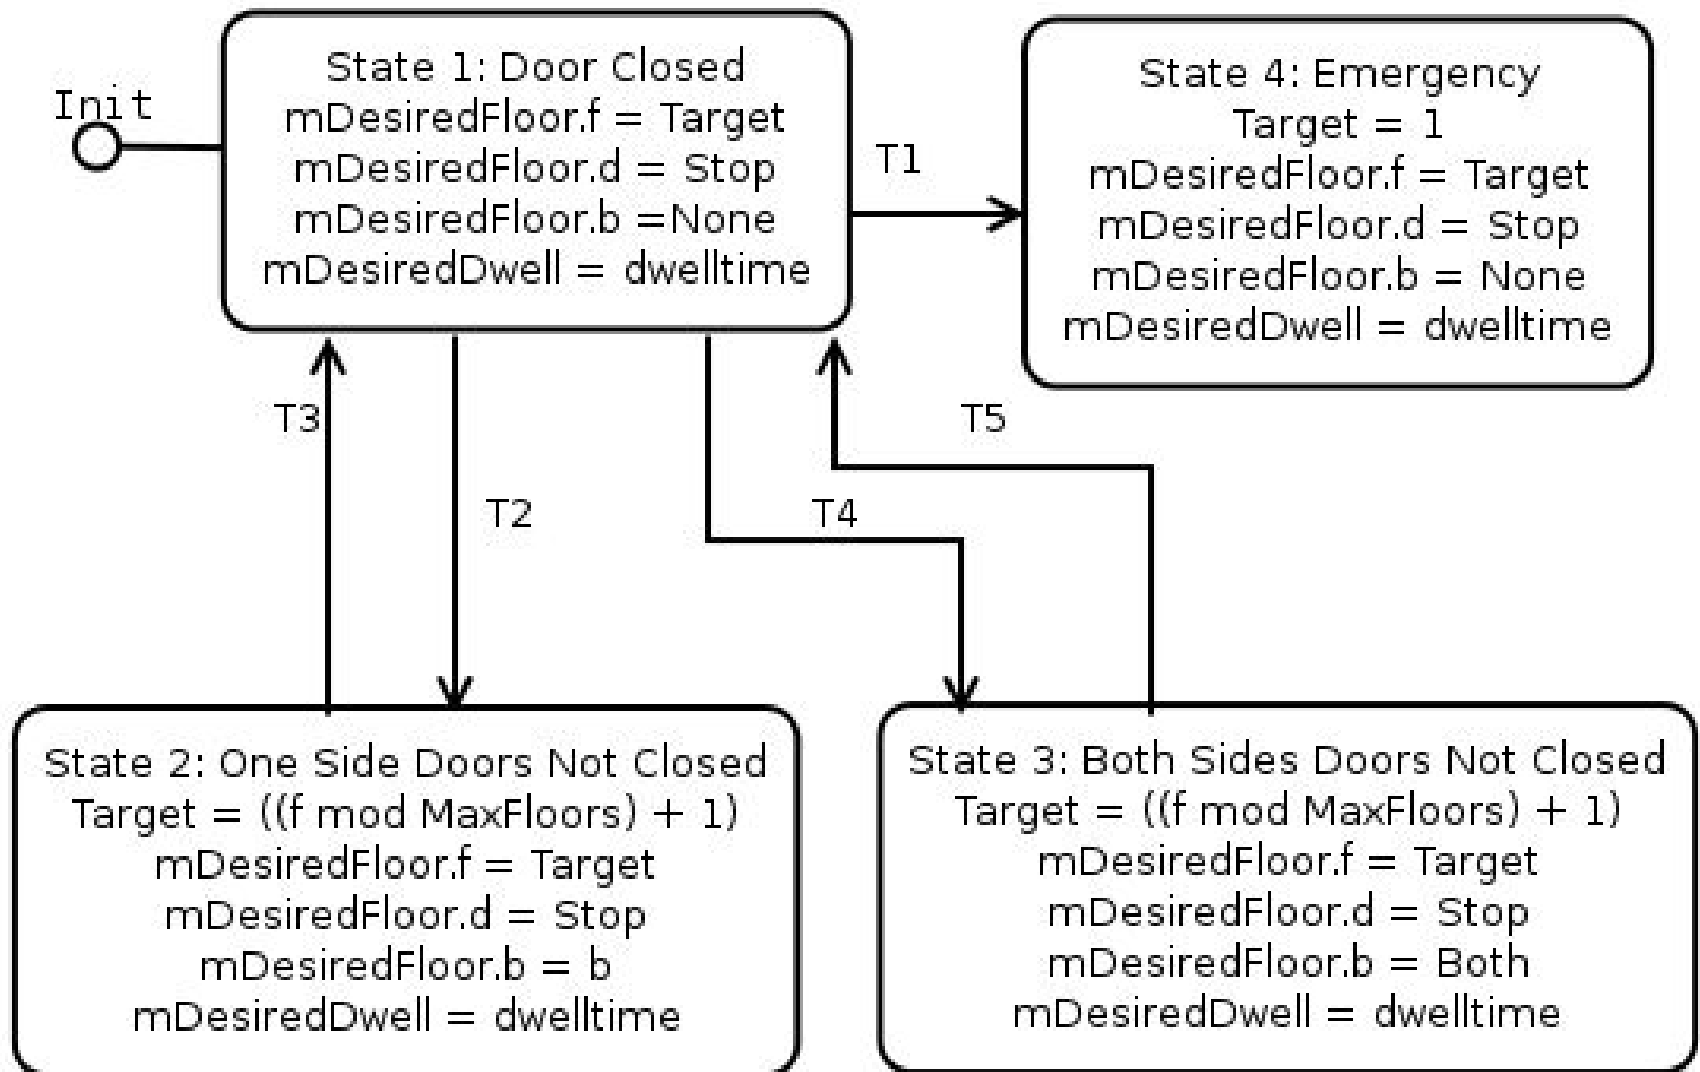 Init
State 1: Door Closed
mDesiredFloor.f = Target
mDesiredFloor.d = Stop
mDesiredFloor.b =None
mDesiredDwell = dwelltime
T1
State 4: Emergency
Target = 1
mDesiredFloor.f = Target
mDesiredFloor.d = Stop
mDesiredFloor.b = None
mDesiredDwell = dwelltime
T3
T5
T2
T4
State 2: One Side Doors Not Closed
Target = ((f mod MaxFloors) + 1)
mDesiredFloor.f = Target
mDesiredFloor.d = Stop
mDesiredFloor.b = b
mDesiredDwell = dwelltime
State 3: Both Sides Doors Not Closed
Target = ((f mod MaxFloors) + 1)
mDesiredFloor.f = Target
mDesiredFloor.d = Stop
mDesiredFloor.b = Both
mDesiredDwell = dwelltime